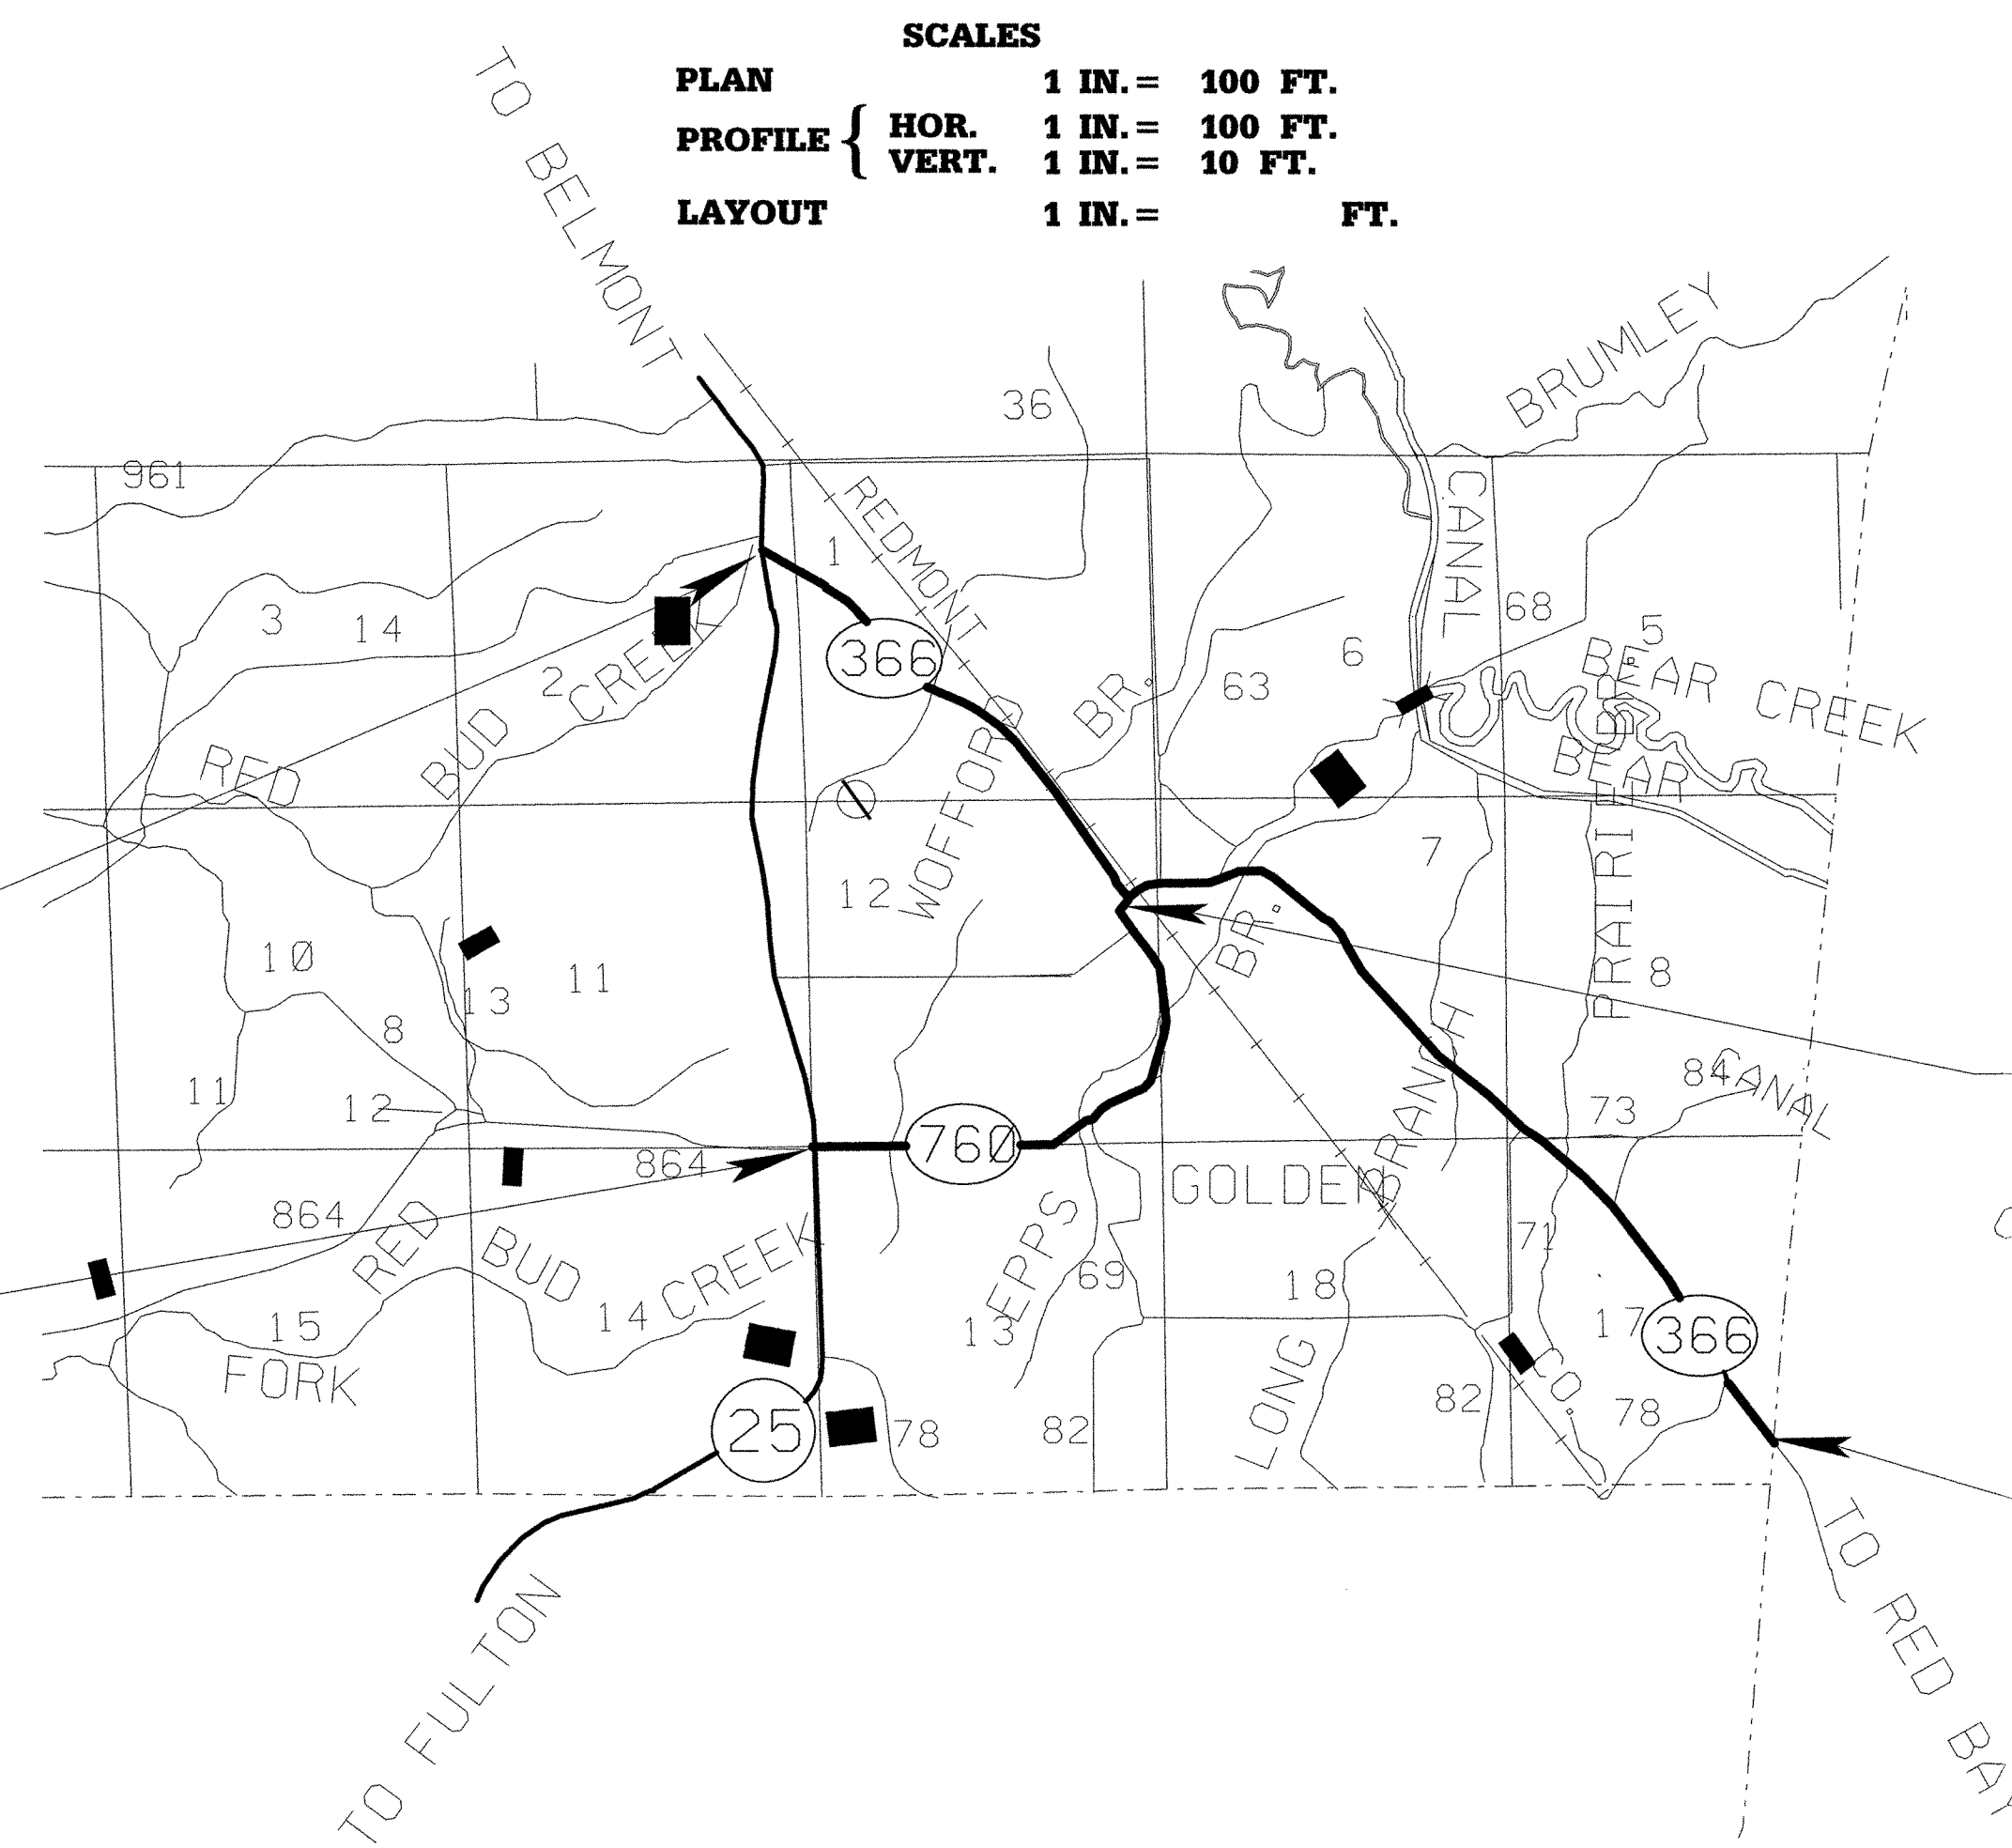 SCALES
PLAN 1 IN.= 100 FT.
PROFILE { HOR. 1 IN.= 100 FT.
VERT. 1 IN.= 10 FT.
LAYOUT 1 IN.= FT.
TO BELMONT
BRUMLEY
36
961
CANAL
REDMONT
1
3
14
68
5
366
6
BEAR CREEK
2
RED BUD CREEK
63
WOFFORD BR.
BEAR
PRAIRIE
7
12
10
11
BR.
8
13
8
11
12
84
CANAL
73
760
864
864
GOLDEN
BRANCH
RED BUD CREEK
EPPS
71
69
18
15
14
13
17
366
FORK
LONG
CO.
25
78
82
82
78
TO FULTON
TO RED BAY